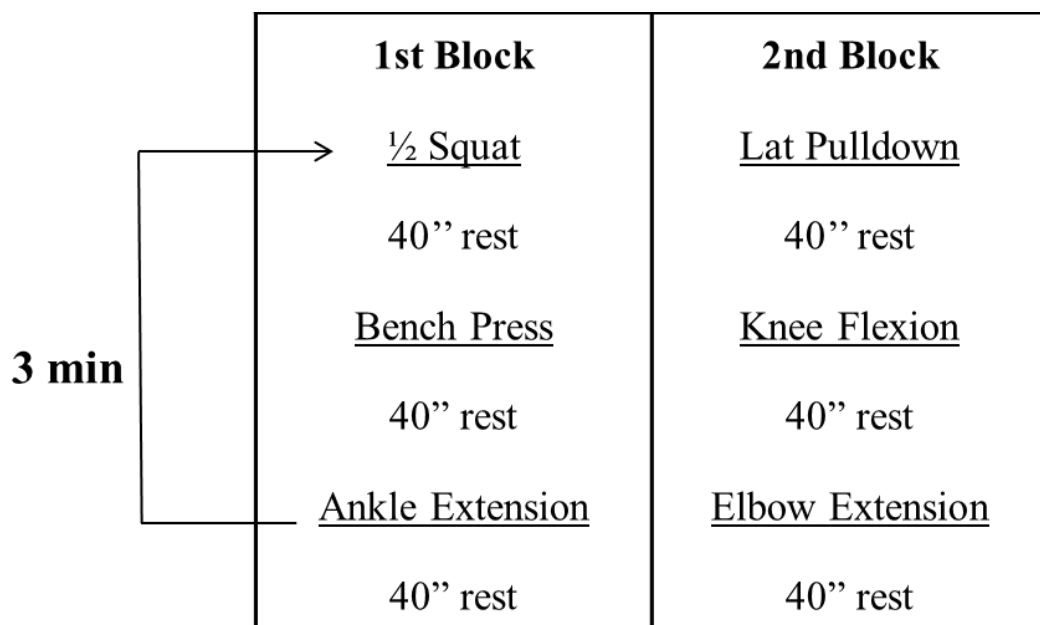 1st Block
½ Squat
40’’ rest
Bench Press
40” rest
Ankle Extension
40” rest
2nd Block
Lat Pulldown
40’’ rest
Knee Flexion
40” rest
Elbow Extension
40” rest
3 min